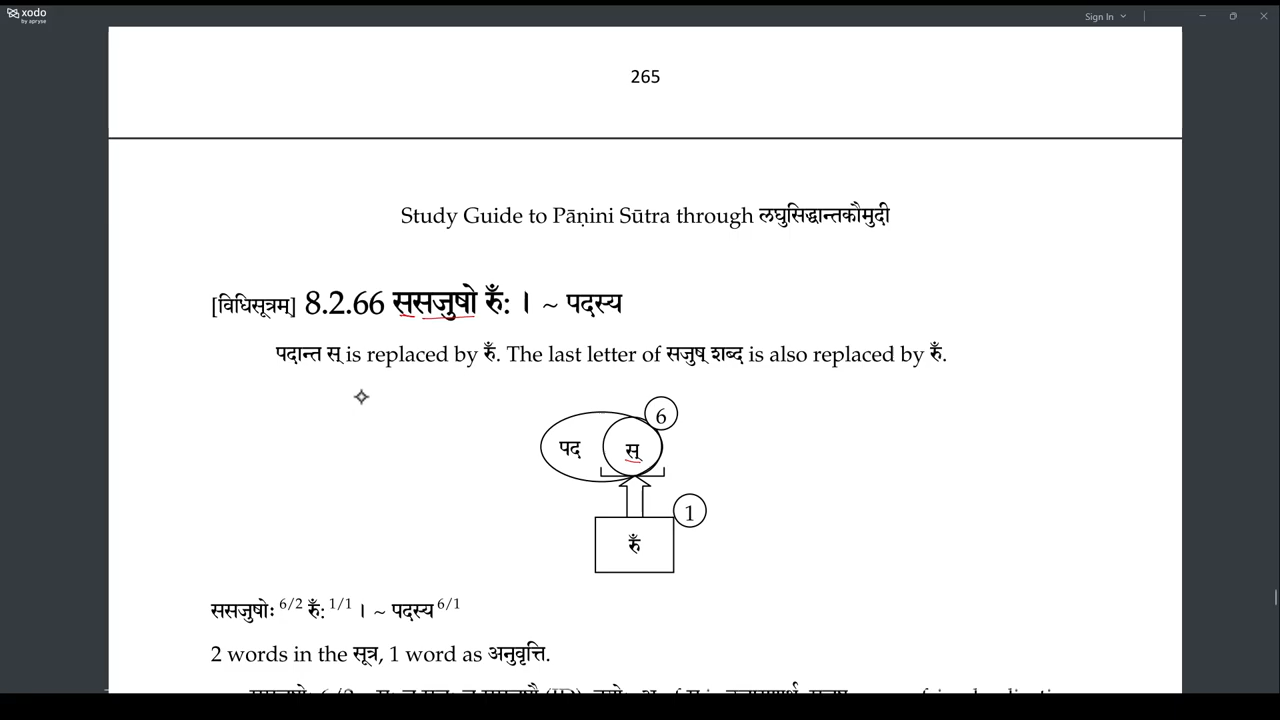 xodo
by apryse
Sign In
265
Study Guide to Pāṇini Sūtra through लघुसिद्धान्तकौमुदी
[विधिसूत्रम्] 8.2.66 ससजुषो रुँ: । ~ पदस्य
पदान्त स् is replaced by रुँ. The last letter of सजुष् शब्द is also replaced by रुँ.
6
पद स्
1
रुँ
ससजुषोः 6/2 रुँ: 1/1 । ~ पदस्य 6/1
2 words in the सूत्र, 1 word as अनुवृत्ति.